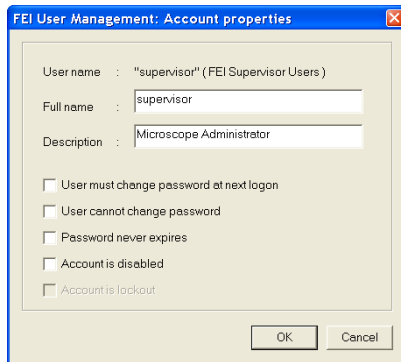 FEI User Management: Account properties
User name : "supervisor" ( FEI Supervisor Users )
Full name : supervisor
Description : Microscope Administrator
User must change password at next logon
User cannot change password
Password never expires
Account is disabled
Account is lockout
OK Cancel